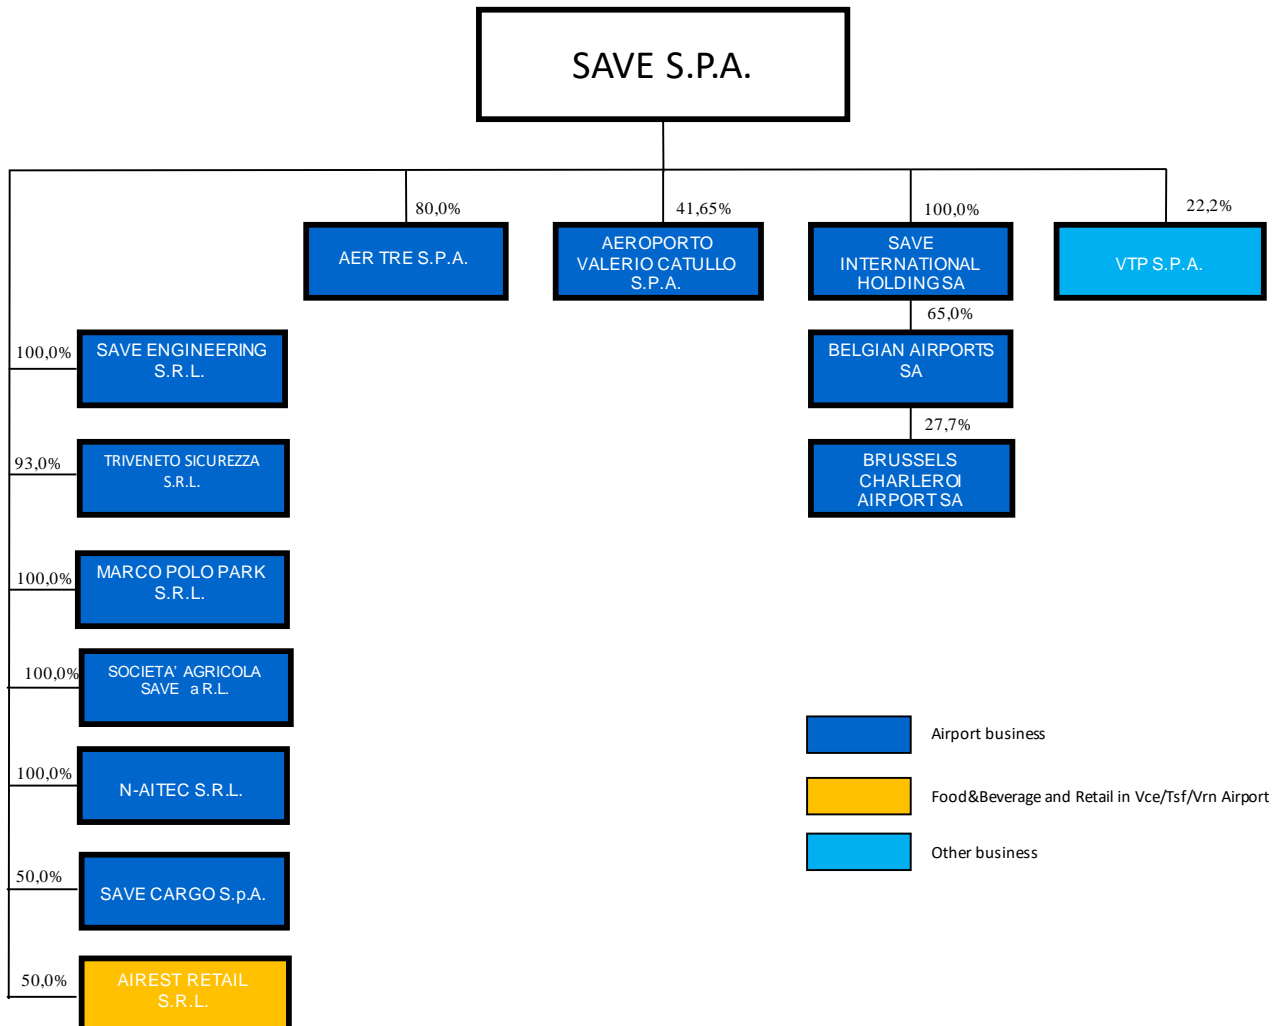 SAVE S.P.A.
80,0%
41,65%
100,0%
22,2%
AER TRE S.P.A.
AEROPORTO
VALERIO CATULLO
S.P.A.
SAVE
INTERNATIONAL
HOLDING SA
VTP S.P.A.
65,0%
BELGIAN AIRPORTS
SA
27,7%
BRUSSELS
CHARLEROI
AIRPORT SA
100,0%
SAVE ENGINEERING
S.R.L.
93,0%
TRIVENETO SICUREZZA
S.R.L.
100,0%
MARCO POLO PARK
S.R.L.
100,0%
SOCIETA' AGRICOLA
SAVE a R.L.
100,0%
N-AITEC S.R.L.
50,0%
SAVE CARGO S.p.A.
50,0%
AIREST RETAIL
S.R.L.
Airport business
Food&Beverage and Retail in Vce/Tsf/Vrn Airport
Other business